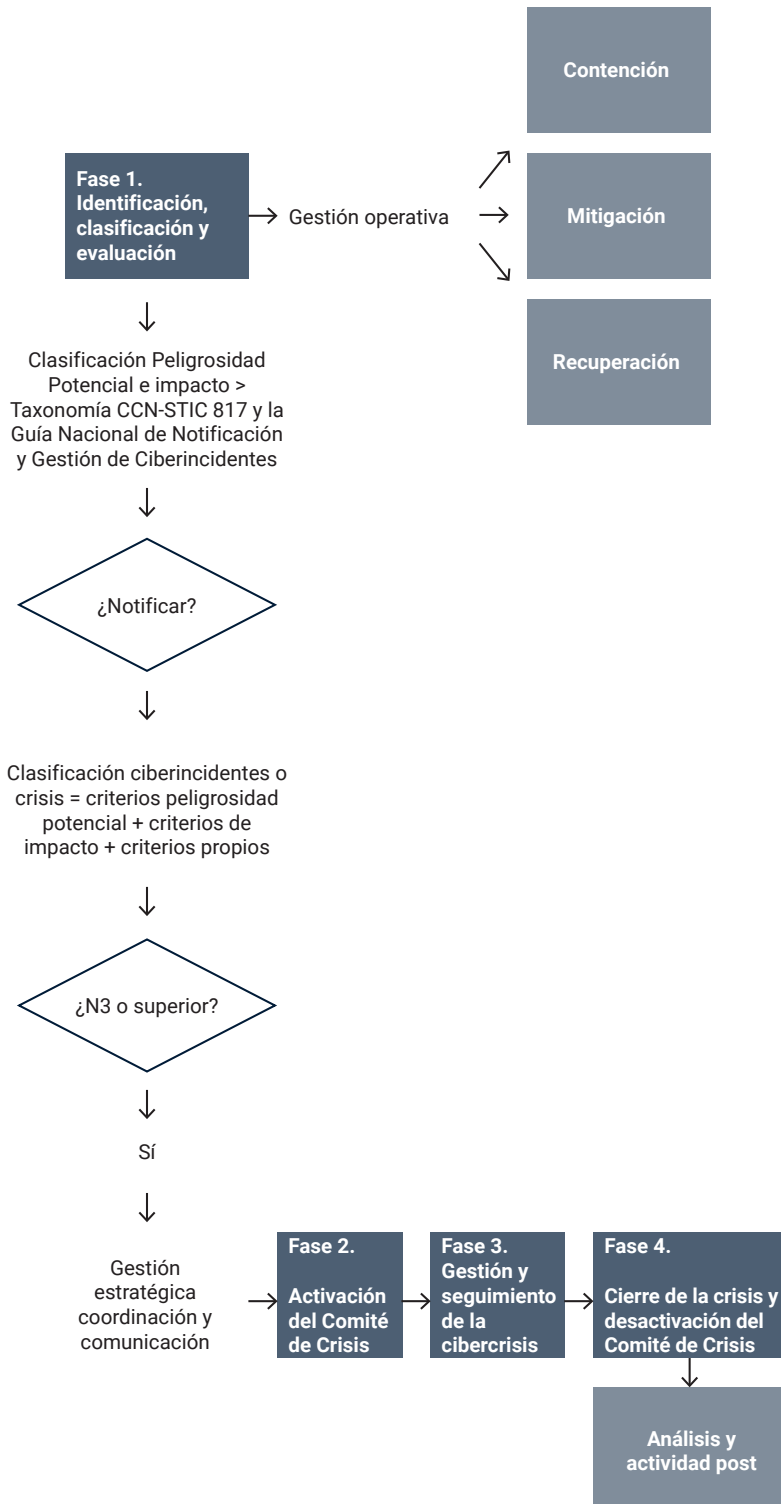 Contención
Fase 1.
Identificación,
clasificación y
evaluación
Gestión operativa
Mitigación
Recuperación
Clasificación Peligrosidad
Potencial e impacto >
Taxonomía CCN-STIC 817 y la
Guía Nacional de Notificación
y Gestión de Ciberincidentes
¿Notificar?
Clasificación ciberincidentes o
crisis = criterios peligrosidad
potencial + criterios de
impacto + criterios propios
¿N3 o superior?
Sí
Gestión
estratégica
coordinación y
comunicación
Fase 2.
Activación
del Comité
de Crisis
Fase 3.
Gestión y
seguimiento
de la
cibercrisis
Fase 4.
Cierre de la crisis y
desactivación del
Comité de Crisis
Análisis y
actividad post